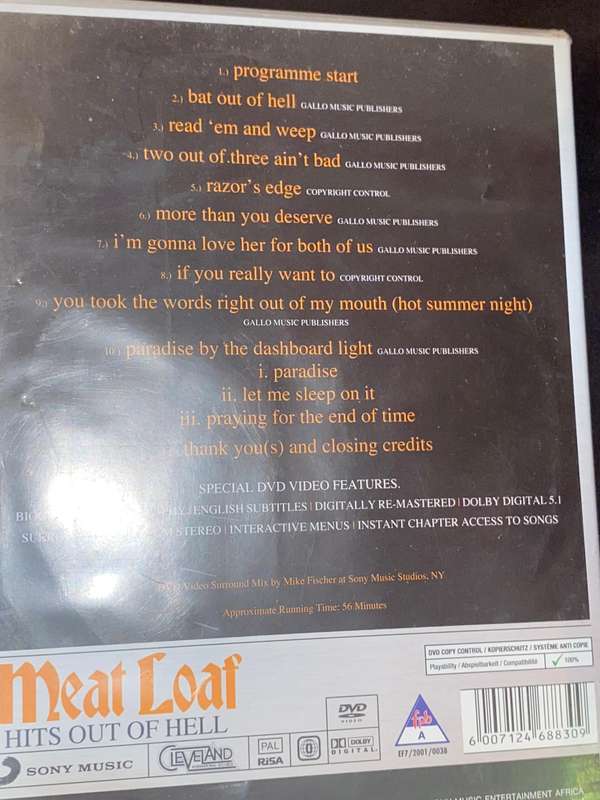 1.) programme start
2.) bat out of hell GALLO MUSIC PUBLISHERS
3.) read 'em and weep GALLO MUSIC PUBLISHERS
4.) two out of three ain't bad GALLO MUSIC PUBLISHERS
5.) razor's edge COPYRIGHT CONTROL
6.) more than you deserve GALLO MUSIC PUBLISHERS
7.) i'm gonna love her for both of us GALLO MUSIC PUBLISHERS
8.) if you really want to COPYRIGHT CONTROL
9.) you took the words right out of my mouth (hot summer night)
GALLO MUSIC PUBLISHERS
10.) paradise by the dashboard light GALLO MUSIC PUBLISHERS
i. paradise
ii. let me sleep on it
iii. praying for the end of time
thank you(s) and closing credits
SPECIAL DVD VIDEO FEATURES.
ENGLISH SUBTITLES | DIGITALLY RE-MASTERED | DOLBY DIGITAL 5.1
STEREO | INTERACTIVE MENUS | INSTANT CHAPTER ACCESS TO SONGS
DVD Video Surround Mix by Mike Fischer at Sony Music Studios, NY
Approximate Running Time: 56 Minutes
DVD COPY CONTROL / KOPIERSCHUTZ / SYSTÈME ANTI COPIE
Playability / Abspielbarkeit / Compatibilité 100%
Meat Loaf
HITS OUT OF HELL
DVD
VIDEO
fpb
A
EF7/2001/0038
6 007124 688309
SONY MUSIC
CLEVELAND
PAL
RiSA
0
DOLBY
DIGITAL
MUSIC ENTERTAINMENT AFRICA